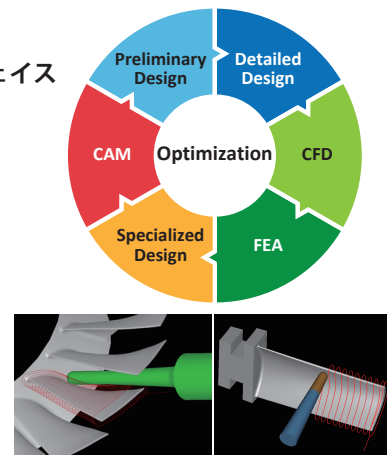 ェイス
Preliminary
Design
Detailed
Design
CAM
Optimization
CFD
Specialized
Design
FEA